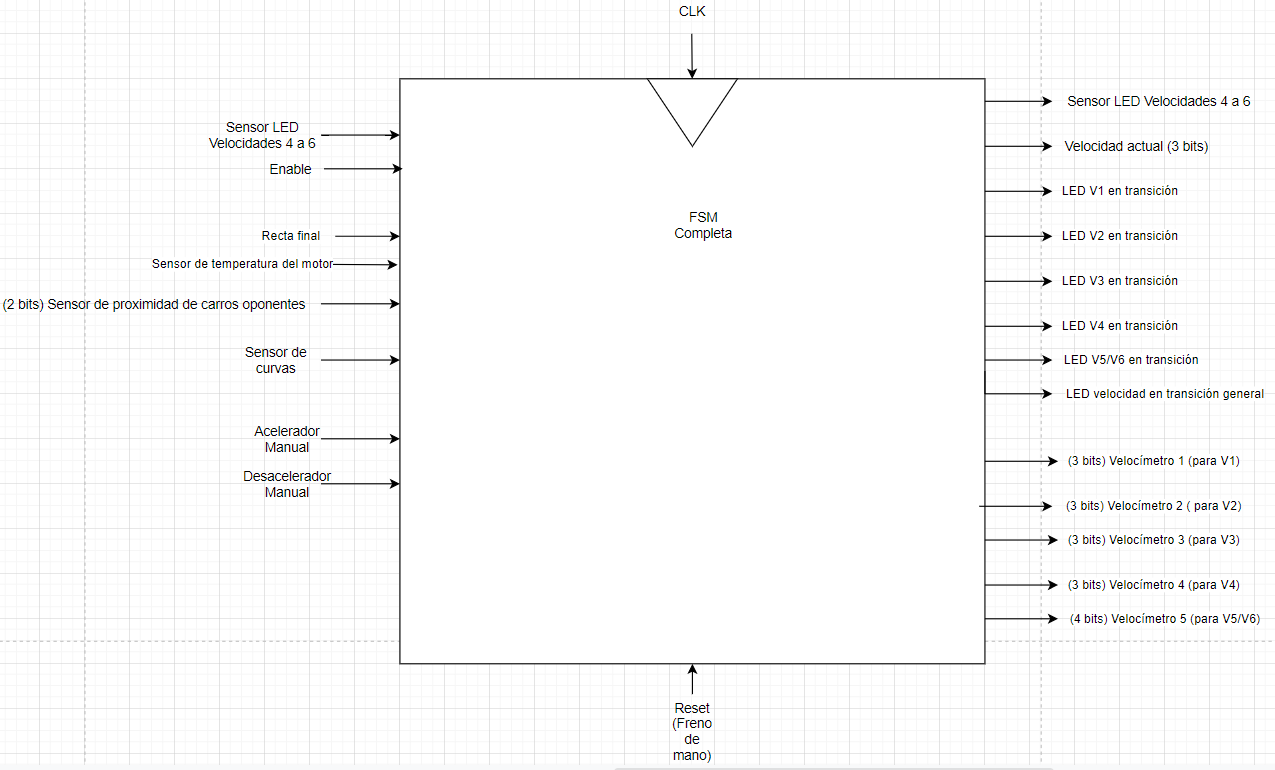 CLK
Sensor LED
Velocidades 4 a 6
Enable
Recta final
Sensor de temperatura del motor
(2 bits) Sensor de proximidad de carros oponentes
Sensor de
curvas
Acelerador
Manual
Desacelerador
Manual
FSM
Completa
Sensor LED Velocidades 4 a 6
Velocidad actual (3 bits)
LED V1 en transición
LED V2 en transición
LED V3 en transición
LED V4 en transición
LED V5/V6 en transición
LED velocidad en transición general
(3 bits) Velocímetro 1 (para V1)
(3 bits) Velocímetro 2 ( para V2)
(3 bits) Velocímetro 3 (para V3)
(3 bits) Velocímetro 4 (para V4)
(4 bits) Velocímetro 5 (para V5/V6)
Reset
(Freno
de
mano)